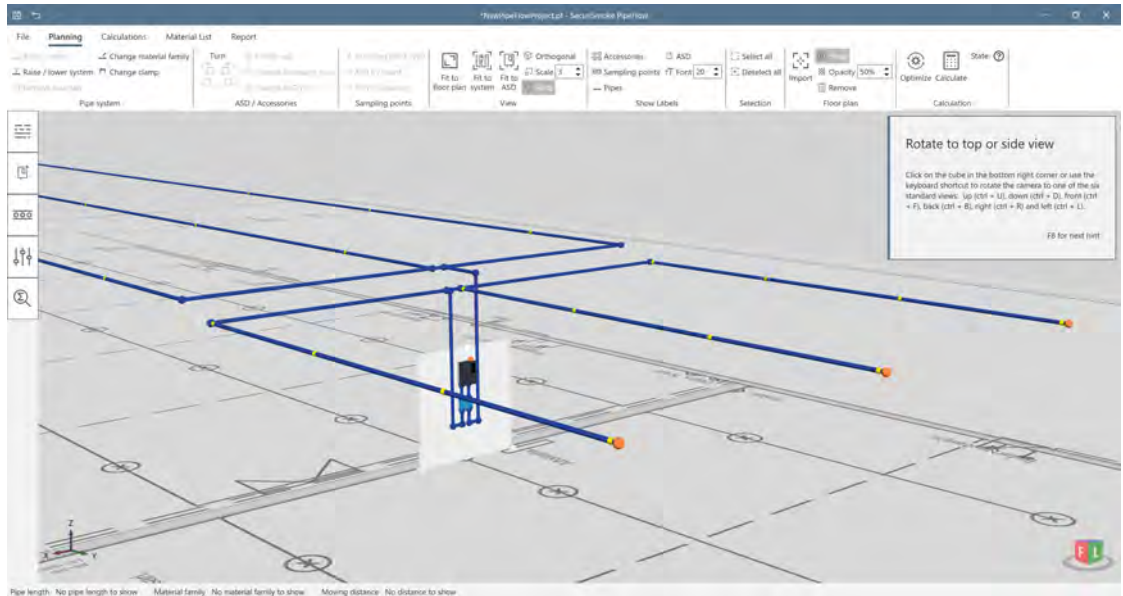 *NewPipeFlowProject.pf - SecuriSmoke PipeFlow
File Planning Calculations Material List Report
Change material family Turn Orthogonal Accessories ASD Select all State:
Raise / lower system Change clamp Fit to floor plan Fit to system Fit to ASD Scale 3 Sampling points Font 20 Deselect all Import Opacity 50% Optimize Calculate
Pipes Remove
Pipe system ASD / Accessories Sampling points View Show Labels Selection Floor plan Calculation
Rotate to top or side view
Click on the cube in the bottom right corner or use the
keyboard shortcut to rotate the camera to one of the six
standard views: up (ctrl + U), down (ctrl + D), front (ctrl
+ F), back (ctrl + B), right (ctrl + R) and left (ctrl + L).
F8 for next hint
Z
X Y
F L
Pipe length No pipe length to show Material family No material family to show Moving distance No distance to show